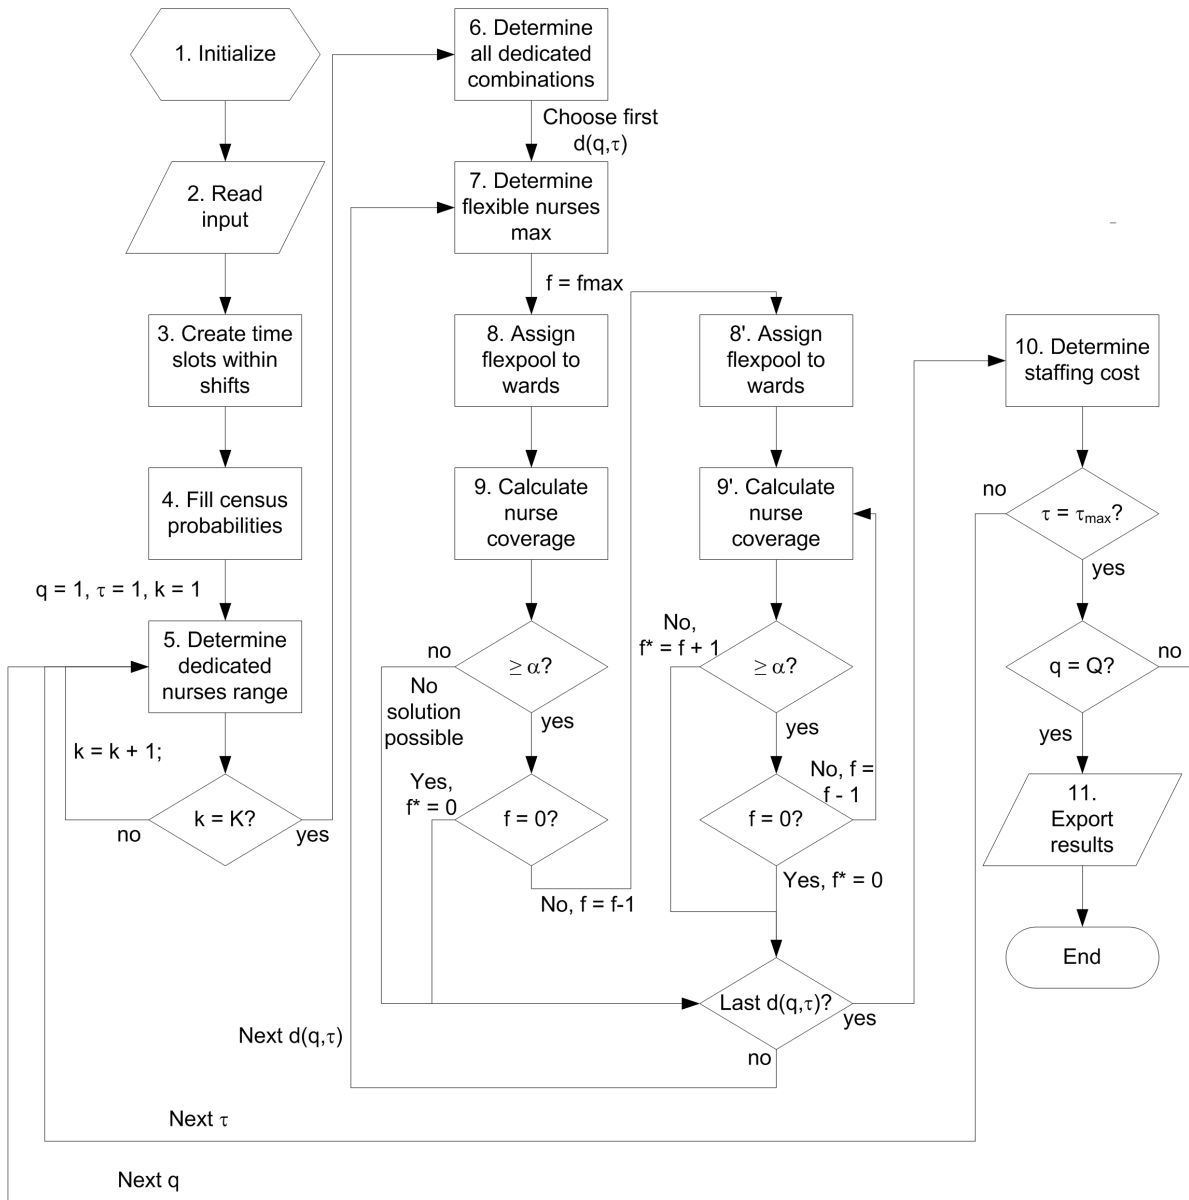 1. Initialize
2. Read
input
3. Create time
slots within
shifts
4. Fill census
probabilities
q = 1, τ = 1, k = 1
5. Determine
dedicated
nurses range
k = k + 1;
k = K?
no
yes
6. Determine
all dedicated
combinations
Choose first
d(q,τ)
7. Determine
flexible nurses
max
f = fmax
8. Assign
flexpool to
wards
9. Calculate
nurse
coverage
≥ α?
no
No
solution
possible
yes
Yes,
f* = 0
f = 0?
No, f = f-1
8'. Assign
flexpool to
wards
9'. Calculate
nurse
coverage
No,
f* = f + 1
≥ α?
yes
No, f =
f - 1
f = 0?
Yes, f* = 0
Last d(q,τ)?
yes
no
Next d(q,τ)
Next τ
Next q
10. Determine
staffing cost
no
τ = τmax?
yes
q = Q?
no
yes
11.
Export
results
End